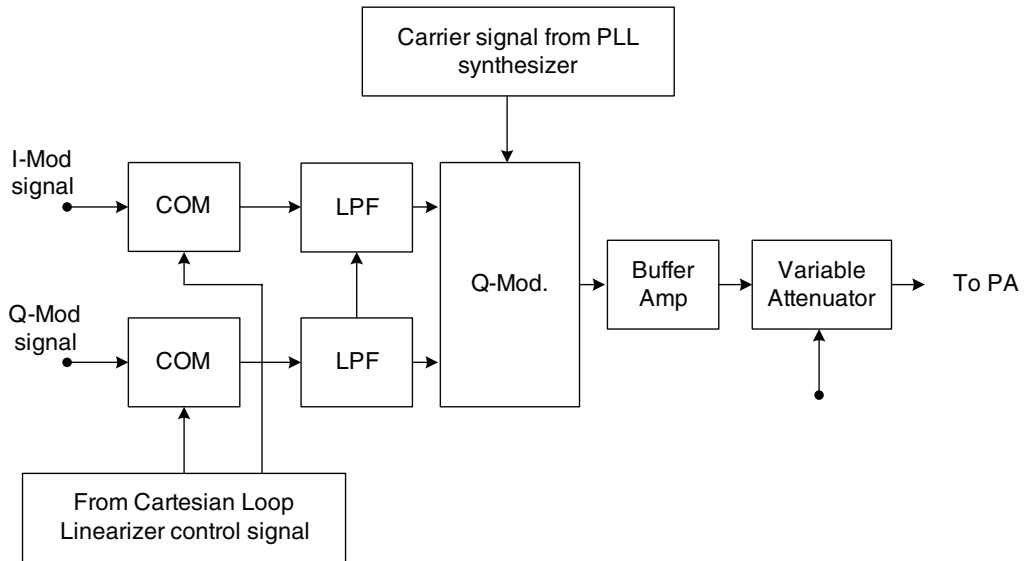 Carrier signal from PLL
synthesizer
I-Mod
signal
COM
LPF
Q-Mod.
Buffer
Amp
Variable
Attenuator
To PA
Q-Mod
signal
COM
LPF
From Cartesian Loop
Linearizer control signal